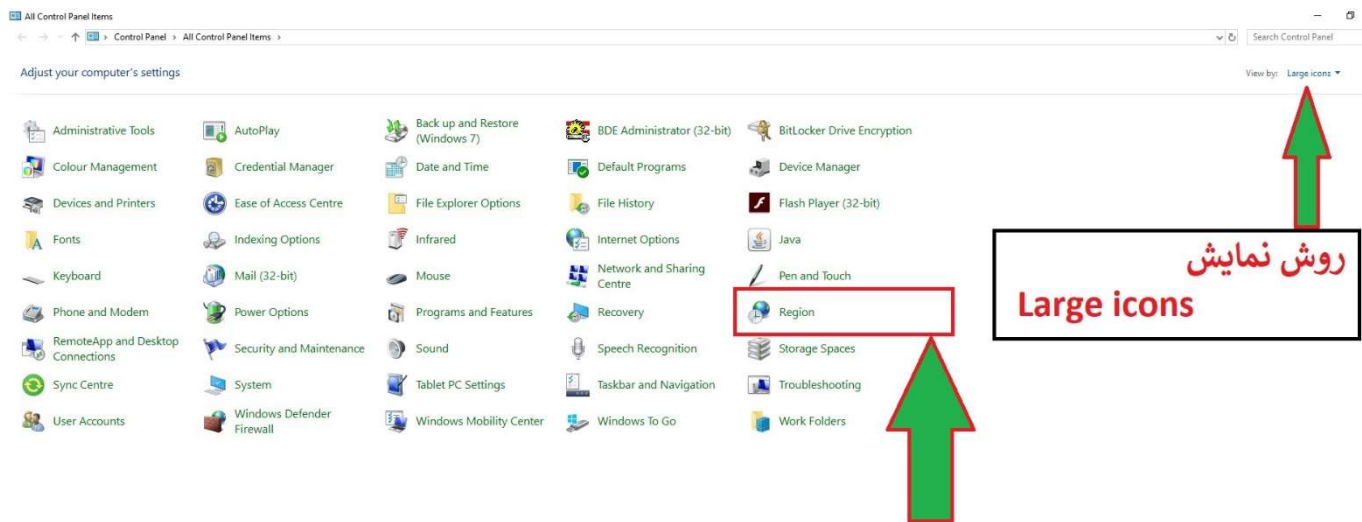 All Control Panel Items
Control Panel > All Control Panel Items >
Search Control Panel
Adjust your computer's settings
View by: Large icons
Administrative Tools
AutoPlay
Back up and Restore
(Windows 7)
BDE Administrator (32-bit)
BitLocker Drive Encryption
Colour Management
Credential Manager
Date and Time
Default Programs
Device Manager
Devices and Printers
Ease of Access Centre
File Explorer Options
File History
Flash Player (32-bit)
Fonts
Indexing Options
Infrared
Internet Options
Java
Keyboard
Mail (32-bit)
Mouse
Network and Sharing
Centre
Pen and Touch
Phone and Modem
Power Options
Programs and Features
Recovery
Region
RemoteApp and Desktop
Connections
Security and Maintenance
Sound
Speech Recognition
Storage Spaces
Sync Centre
System
Tablet PC Settings
Taskbar and Navigation
Troubleshooting
User Accounts
Windows Defender
Firewall
Windows Mobility Center
Windows To Go
Work Folders
روش نمایش
Large icons